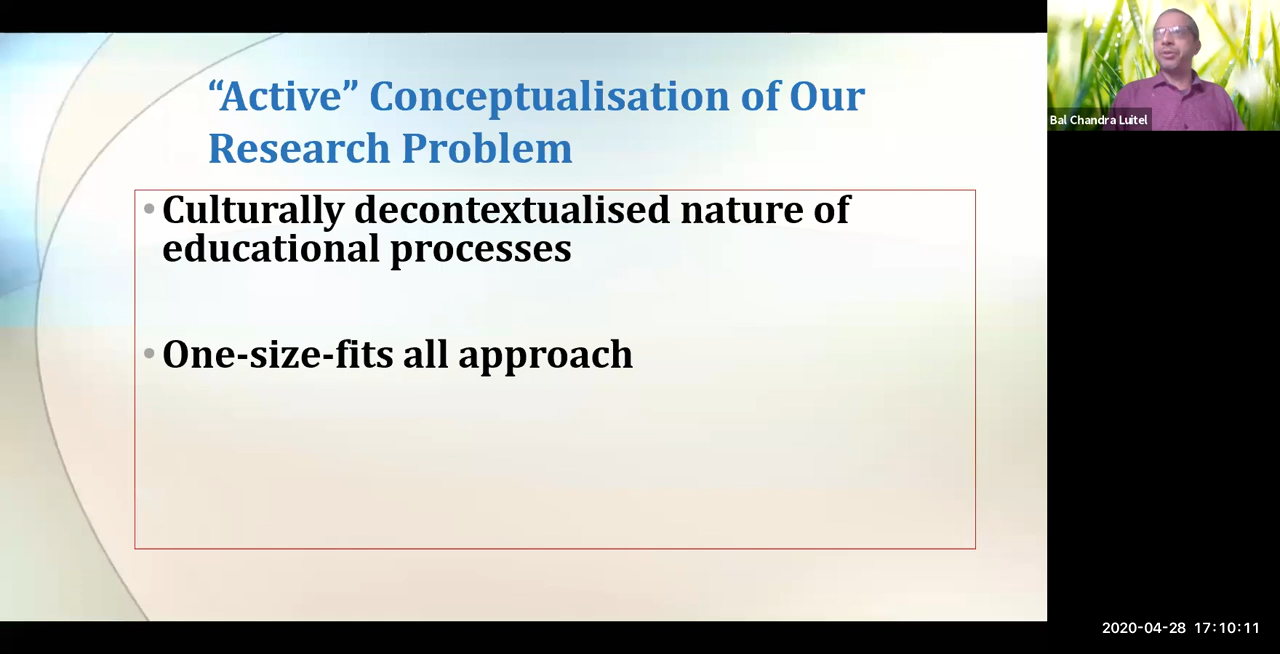 “Active” Conceptualisation of Our
Research Problem
• Culturally decontextualised nature of
educational processes
• One-size-fits all approach
Bal Chandra Luitel
2020-04-28 17:10:11